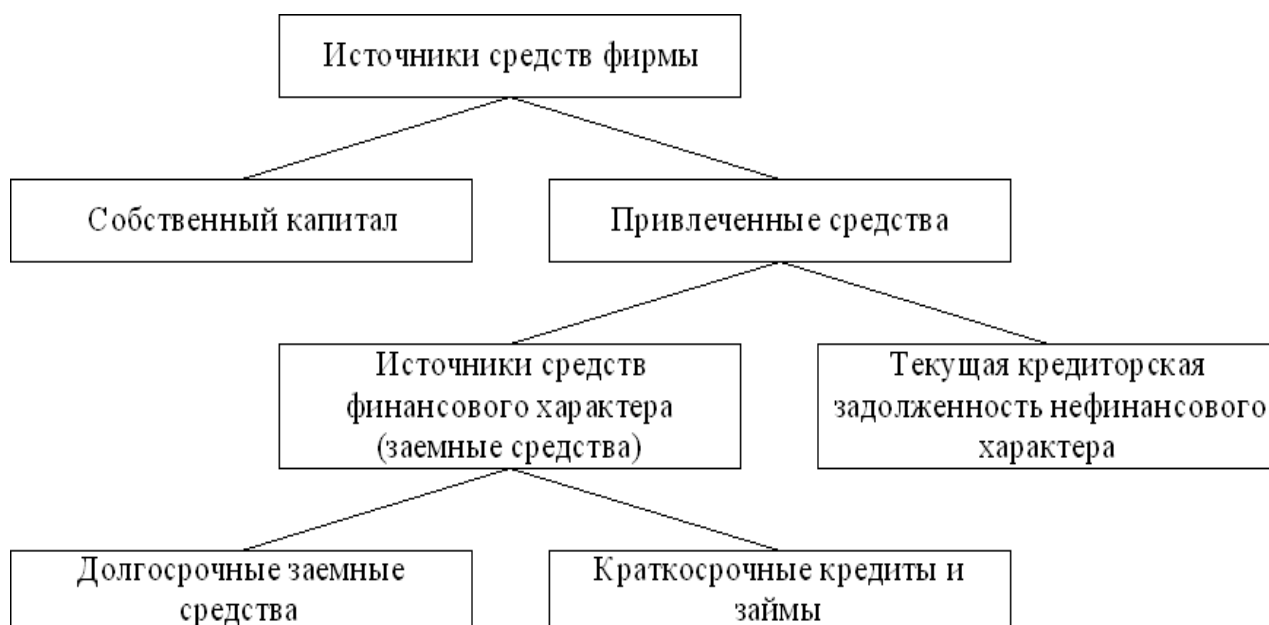 Источники средств фирмы
Собственный капитал
Привлеченные средства
Источники средств
финансового характера
(заемные средства)
Текущая кредиторская
задолженность нефинансового
характера
Долгосрочные заемные
средства
Краткосрочные кредиты и
займы